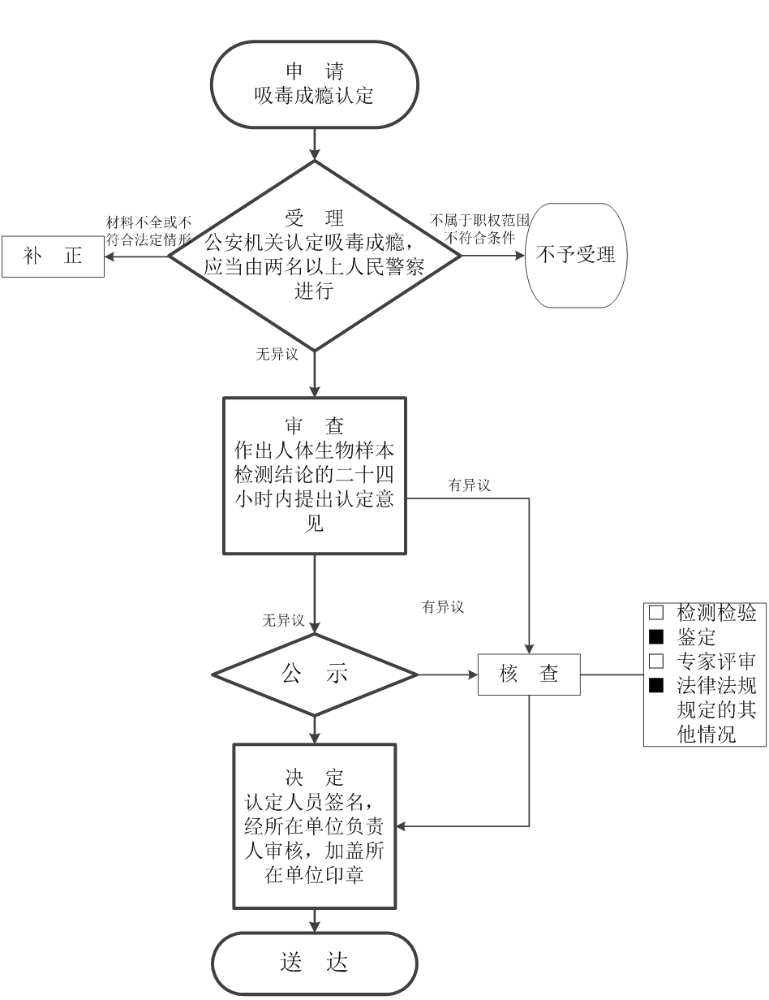 申 请
吸毒成瘾认定
受 理
公安机关认定吸毒成瘾，
应当由两名以上人民警察
进行
材料不全或不
符合法定情形
补 正
不属于职权范围
不符合条件
不予受理
无异议
审 查
作出人体生物样本
检测结论的二十四
小时内提出认定意
见
有异议
无异议
有异议
公 示
核 查
□ 检测检验
■ 鉴定
□ 专家评审
■ 法律法规
规定的其
他情况
决 定
认定人员签名，
经所在单位负责
人审核，加盖所
在单位印章
送 达